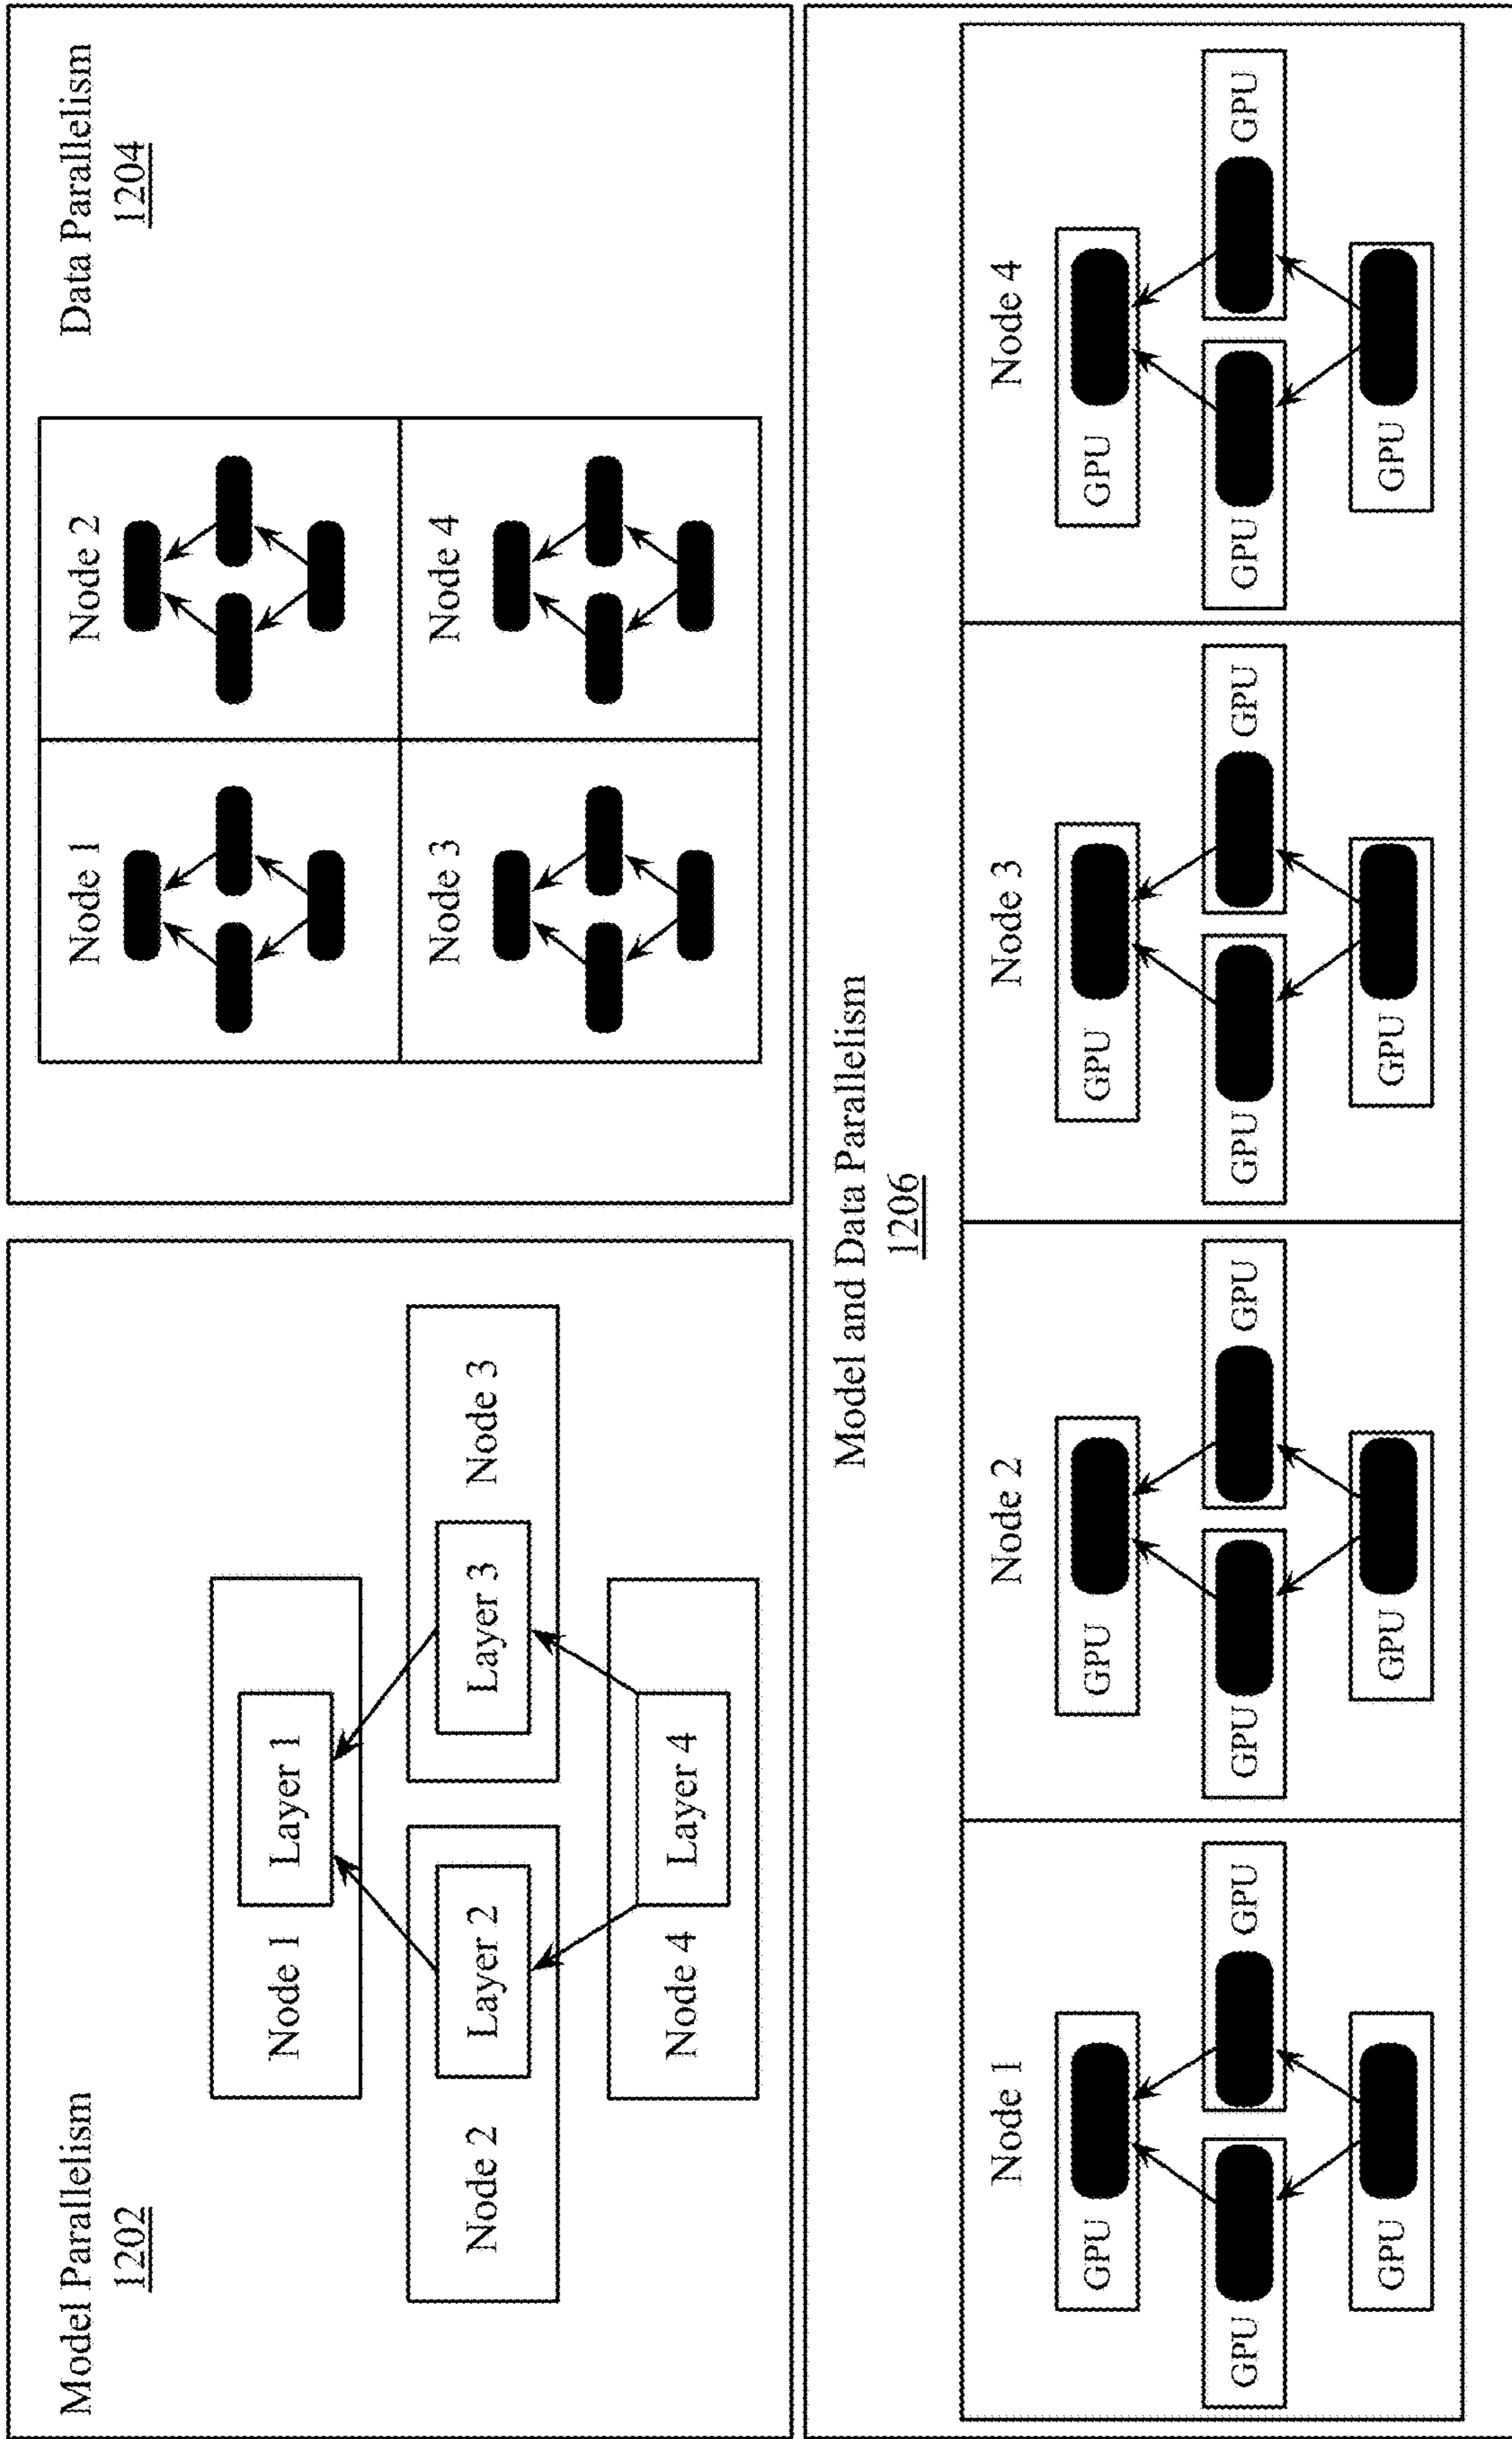 Model Parallelism
1202
Node 1
Layer 1
Node 2
Layer 2
Layer 3
Node 3
Node 4
Layer 4
Data Parallelism
1204
Node 1
Node 2
Node 3
Node 4
Model and Data Parallelism
1206
Node 1
GPU
GPU
GPU
GPU
Node 2
GPU
GPU
GPU
GPU
Node 3
GPU
GPU
GPU
GPU
Node 4
GPU
GPU
GPU
GPU